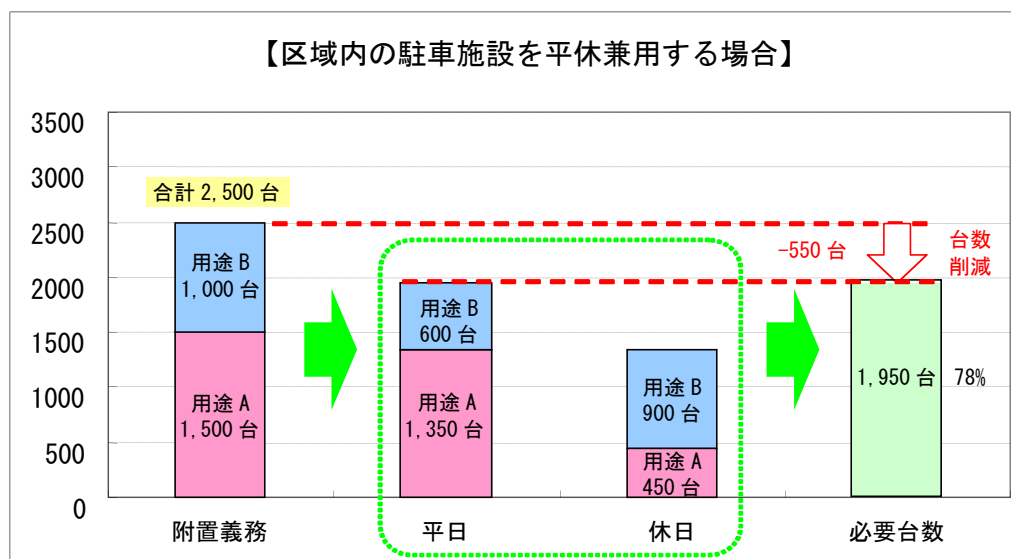 【区域内の駐車施設を平休兼用する場合】
3500
3000
2500
2000
1500
1000
500
0
合計 2,500 台
用途 B
1,000 台
用途 A
1,500 台
用途 B
600 台
用途 A
1,350 台
用途 B
900 台
用途 A
450 台
-550 台
台数
削減
1,950 台
78%
附置義務
平日
休日
必要台数